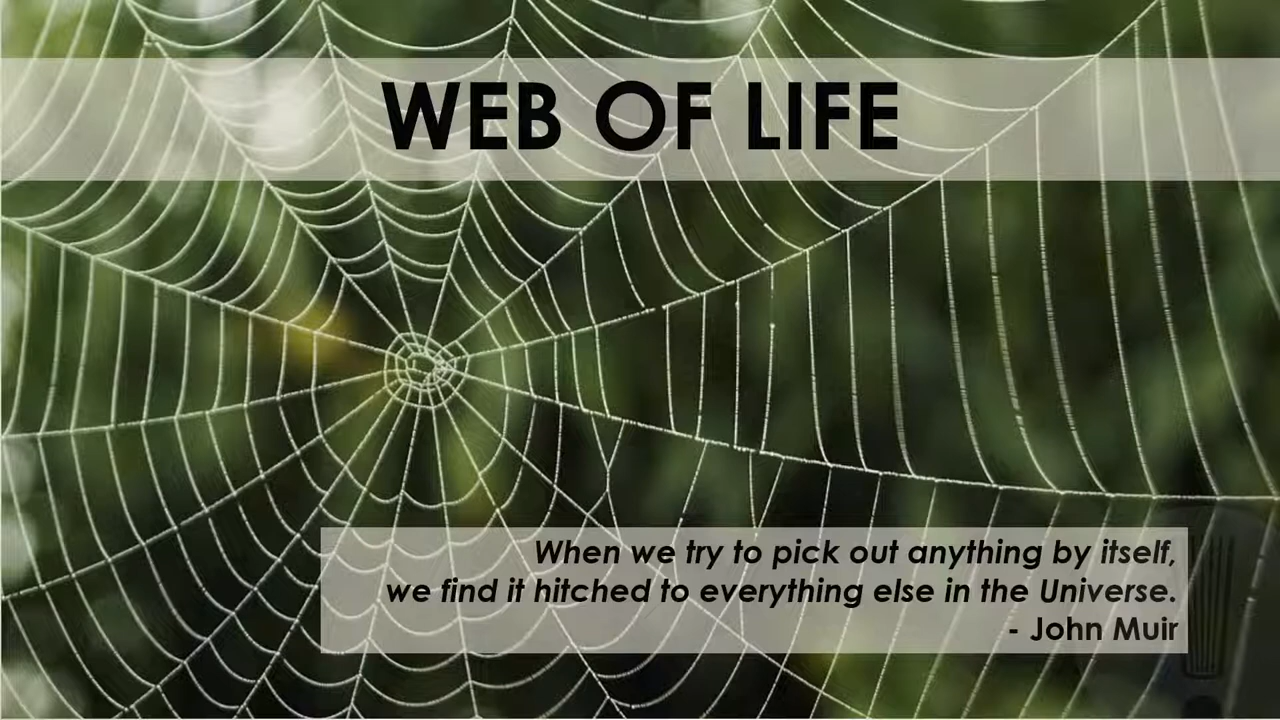 WEB OF LIFE
When we try to pick out anything by itself,
we find it hitched to everything else in the Universe.
- John Muir